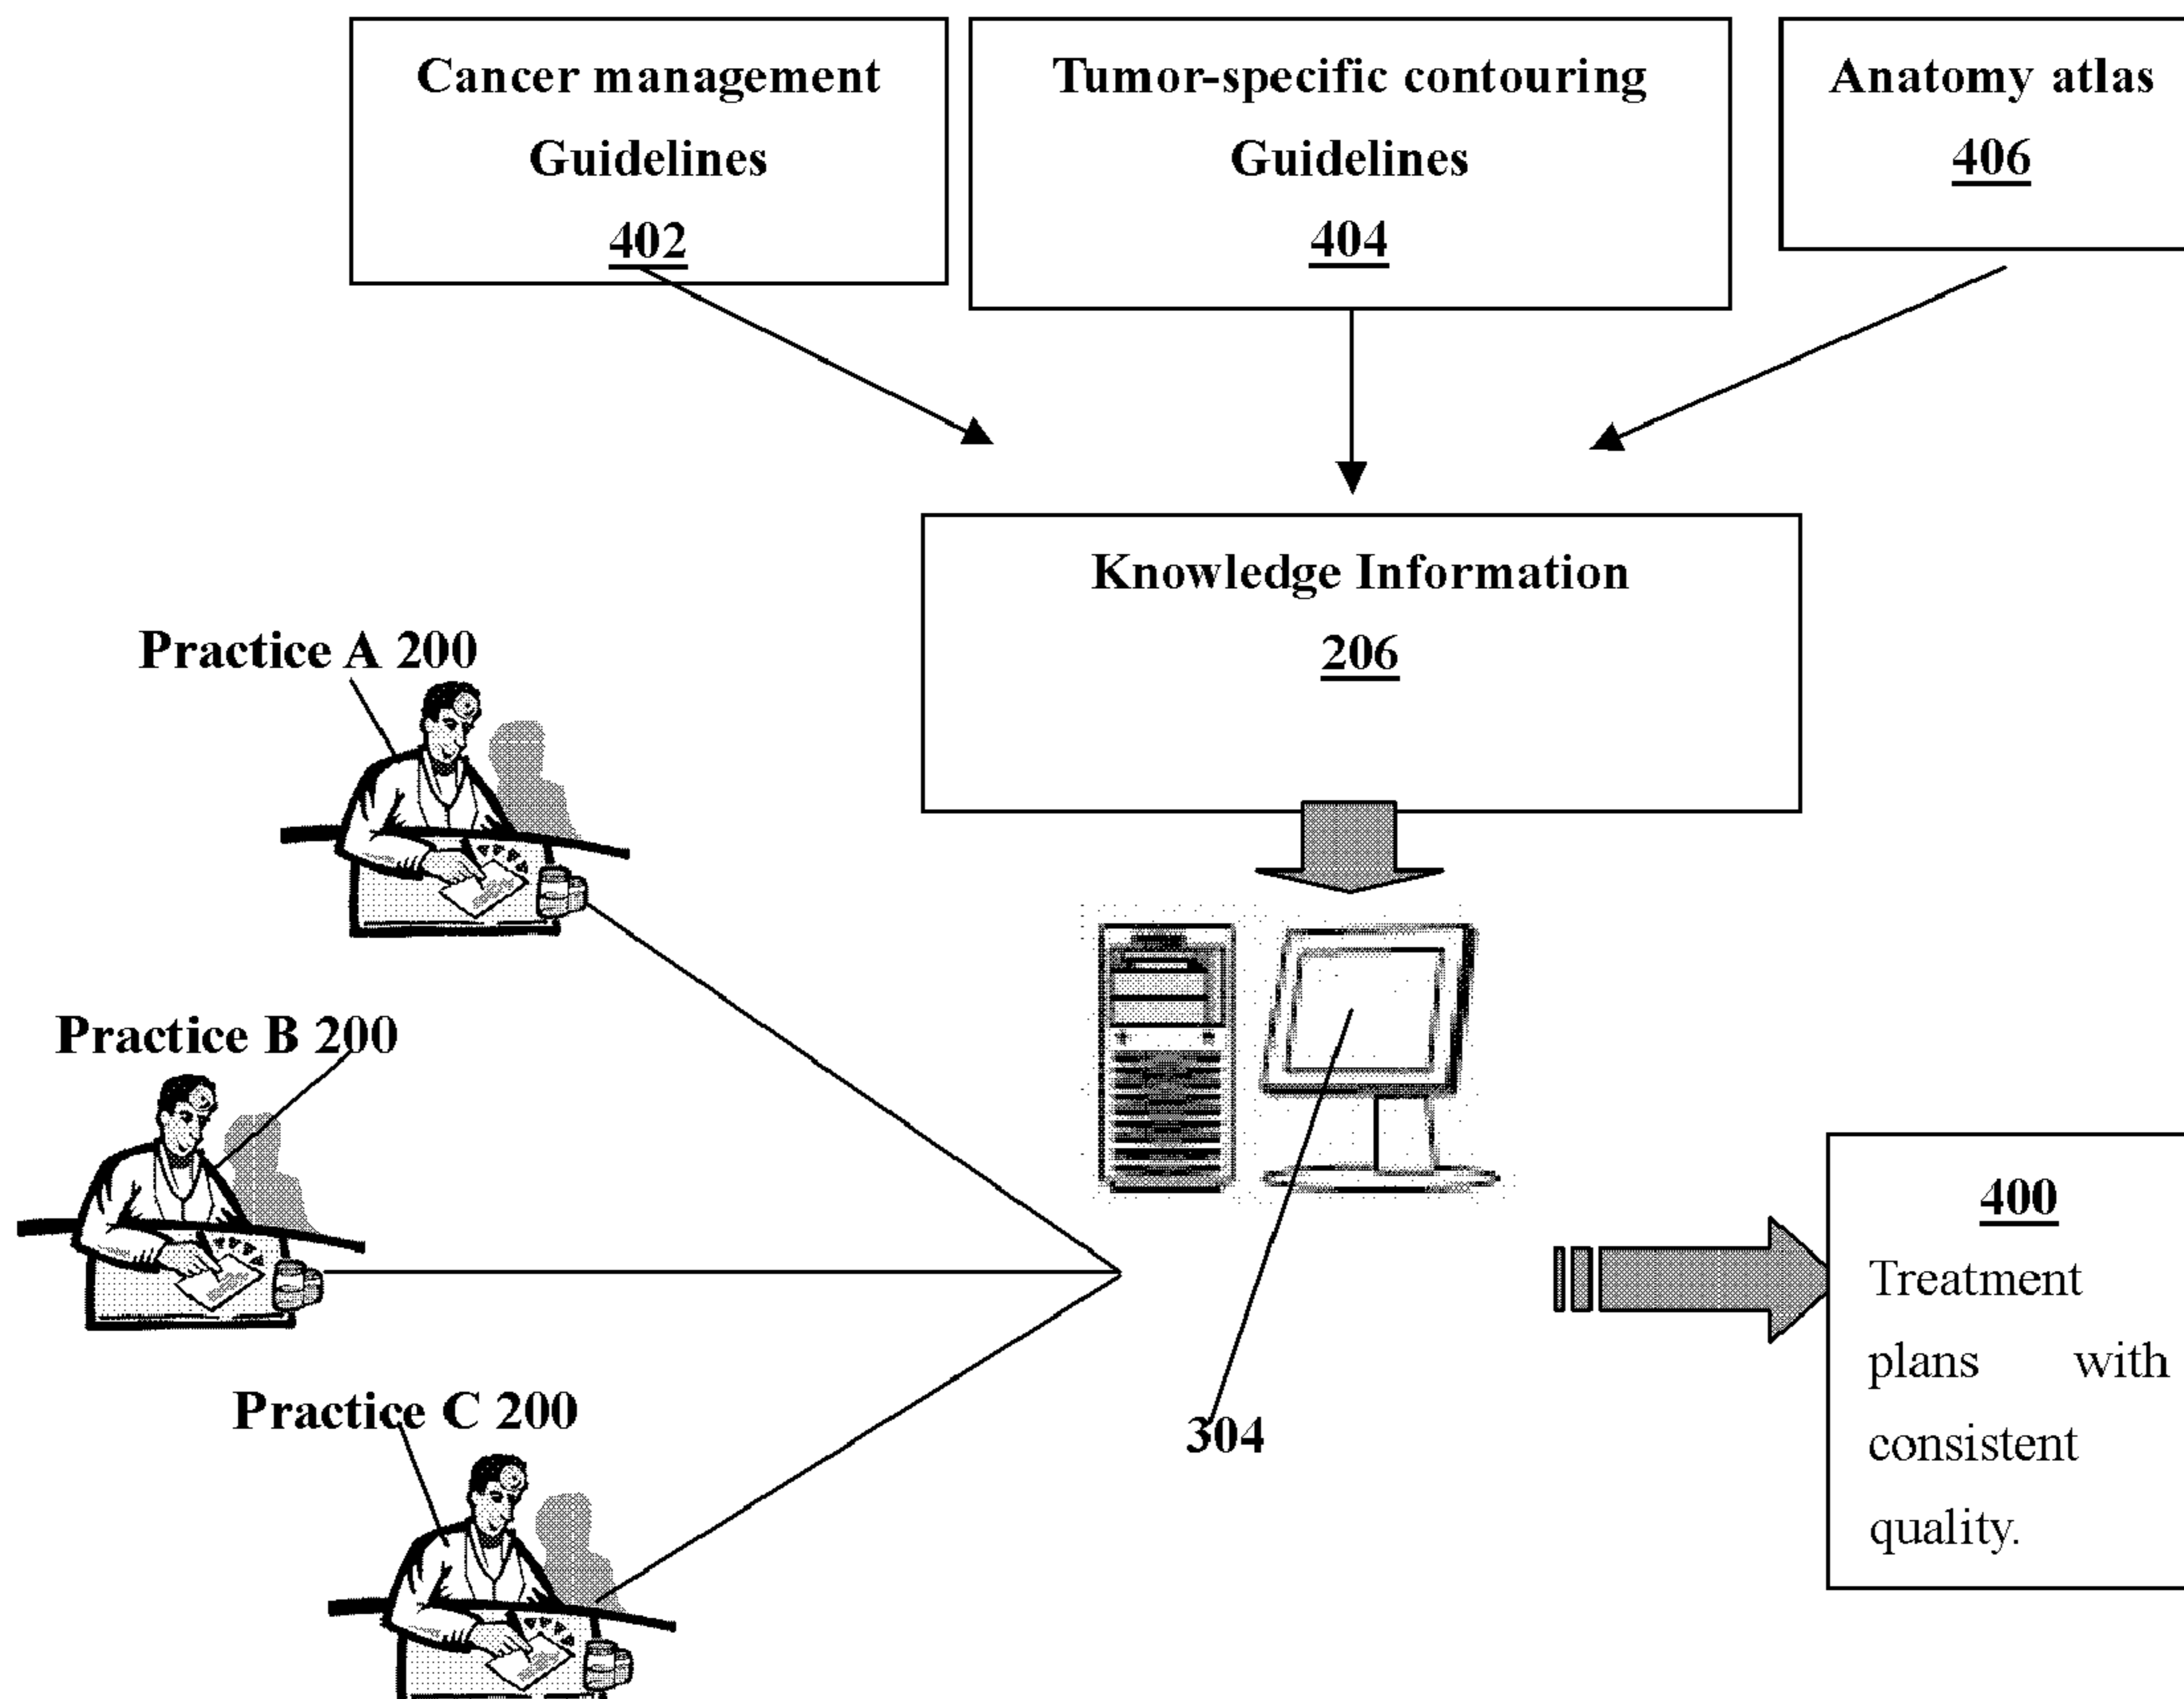 Cancer management
Guidelines
402
Tumor-specific contouring
Guidelines
404
Anatomy atlas
406
Knowledge Information
206
Practice A 200
Practice B 200
Practice C 200
304
400
Treatment
plans with
consistent
quality.